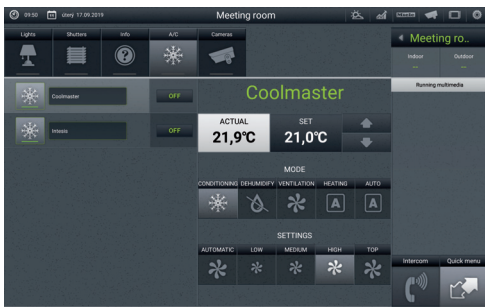 09:50 17 úterý 17.09.2019 Meeting room
Lights Shutters Info A/C Cameras
Meeting ro..
Indoor Outdoor
--- ---
Running multimedia
Coolmaster OFF
Intesis OFF
Coolmaster
ACTUAL SET
21,9°C 21,0°C
MODE
CONDITIONING DEHUMIDIFY VENTILATION HEATING AUTO
A A
SETTINGS
AUTOMATIC LOW MEDIUM HIGH TOP
Intercom Quick menu